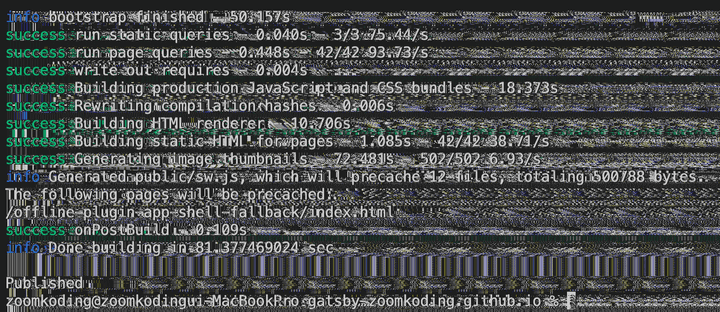 info bootstrap finished - 50.157s
success run static queries - 0.040s - 3/3 75.44/s
success run page queries - 0.448s - 42/42 93.73/s
success write out requires - 0.004s
success Building production JavaScript and CSS bundles - 18.373s
success Rewriting compilation hashes - 0.006s
success Building HTML renderer - 10.706s
success Building static HTML for pages - 1.085s - 42/42 38.71/s
success Generating image thumbnails - 72.481s - 502/502 6.93/s
info Generated public/sw.js, which will precache 12 files, totaling 500788 bytes.
The following pages will be precached:
/offline-plugin-app-shell-fallback/index.html
success onPostBuild - 0.109s
info Done building in 81.377469024 sec
Published
zoomkoding@zoomkodingui-MacBookPro gatsby-zoomkoding.github.io %